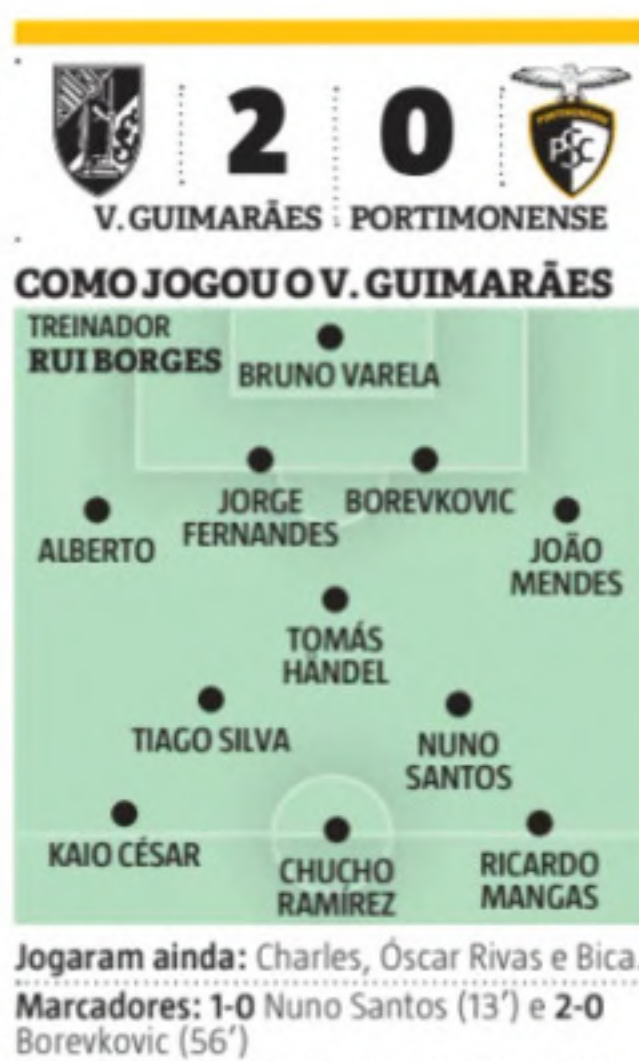 2 0
V. GUIMARÃES PORTIMONENSE
COMO JOGOU O V. GUIMARÃES
TREINADOR
RUI BORGES
BRUNO VARELA
JORGE
FERNANDES
BOREVKOVIC
ALBERTO
JOÃO
MENDES
TOMÁS
HÄNDEL
TIAGO SILVA
NUNO
SANTOS
KAIO CÉSAR
CHUCHO
RAMÍREZ
RICARDO
MANGAS
Jogaram ainda: Charles, Óscar Rivas e Bica.
Marcadores: 1-0 Nuno Santos (13’) e 2-0
Borevkovic (56’)